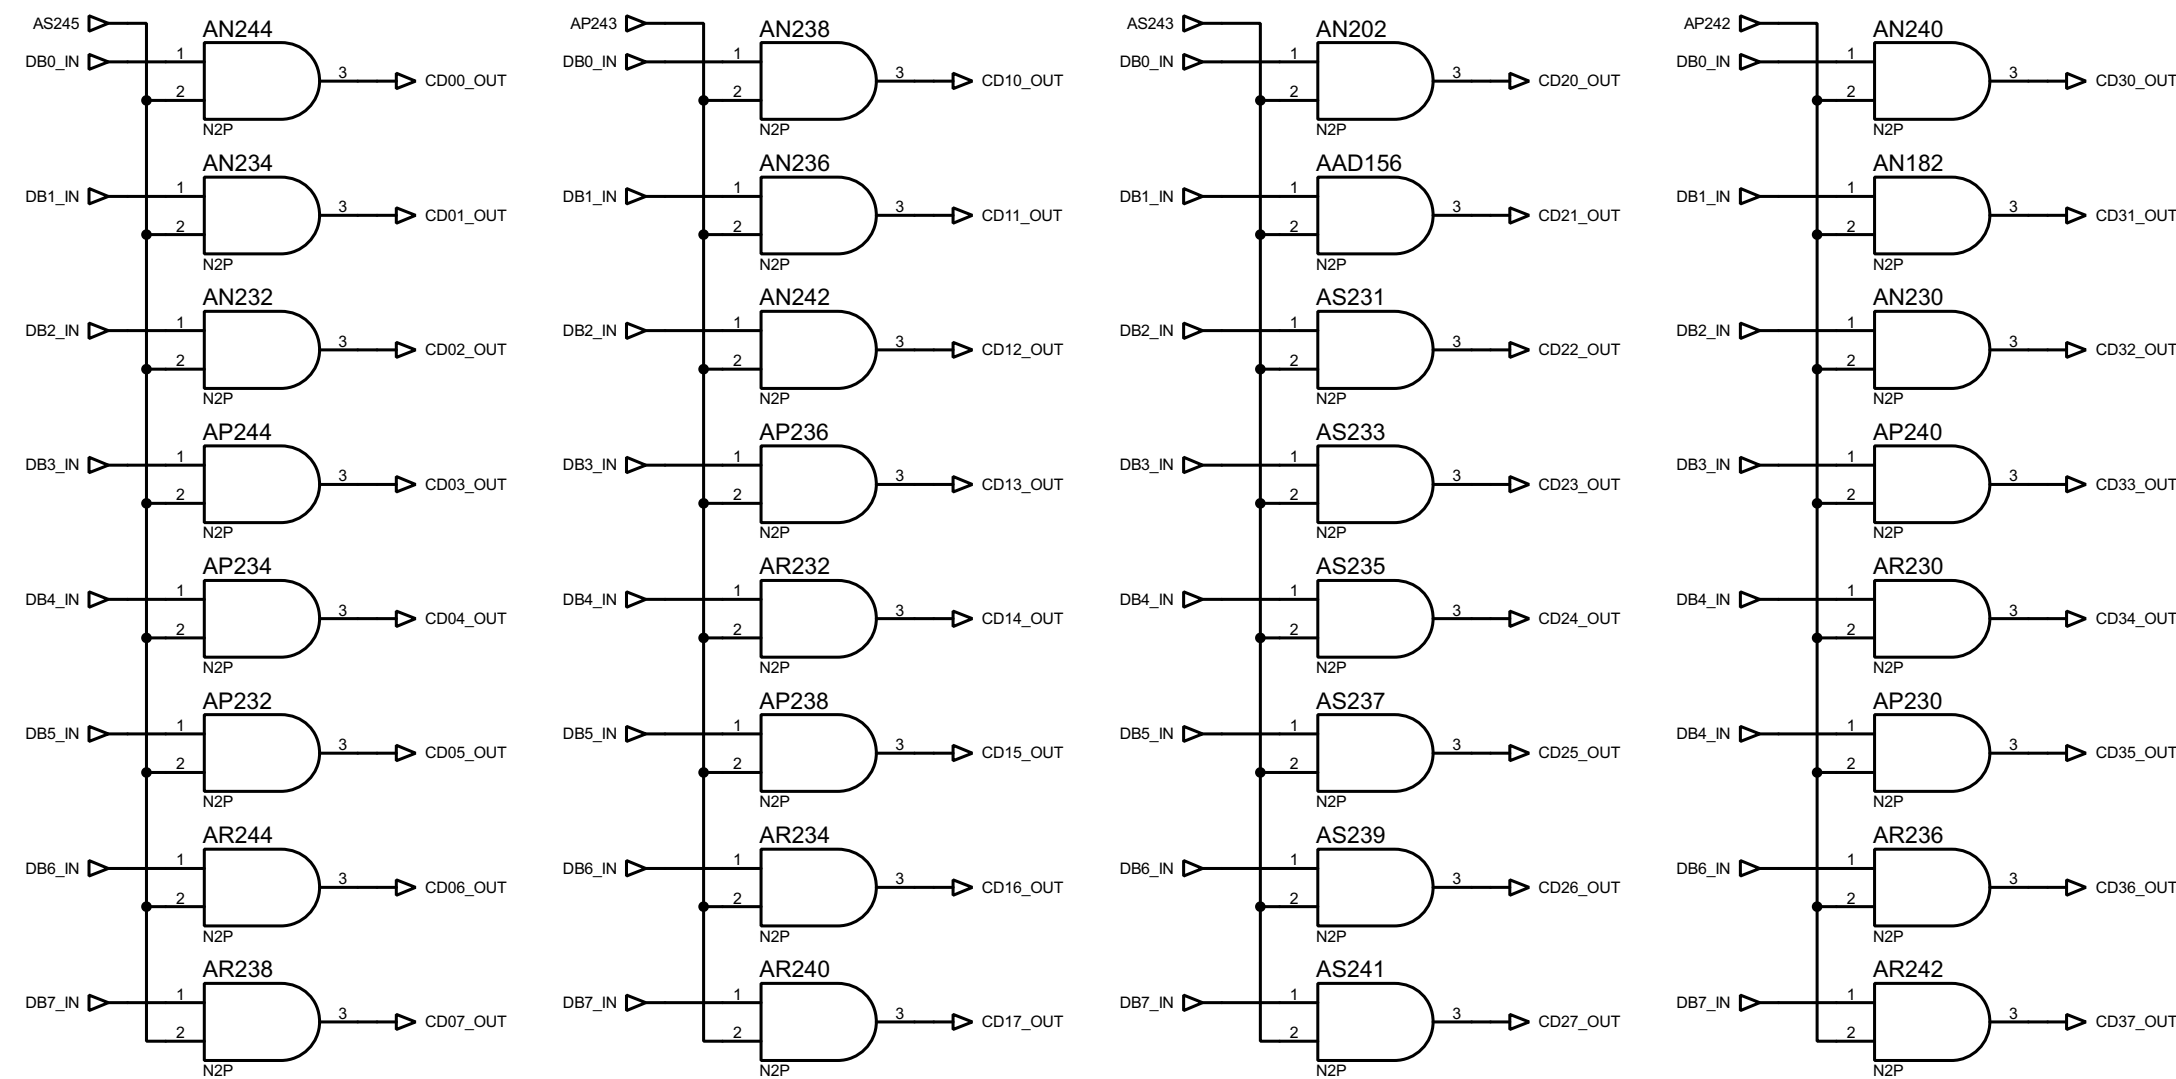 AS245
AN244
DB0_IN
1
2
3
CD00_OUT
N2P
AN234
DB1_IN
1
2
3
CD01_OUT
N2P
AN232
DB2_IN
1
2
3
CD02_OUT
N2P
AP244
DB3_IN
1
2
3
CD03_OUT
N2P
AP234
DB4_IN
1
2
3
CD04_OUT
N2P
AP232
DB5_IN
1
2
3
CD05_OUT
N2P
AR244
DB6_IN
1
2
3
CD06_OUT
N2P
AR238
DB7_IN
1
2
3
CD07_OUT
N2P
AP243
AN238
DB0_IN
1
2
3
CD10_OUT
N2P
AN236
DB1_IN
1
2
3
CD11_OUT
N2P
AN242
DB2_IN
1
2
3
CD12_OUT
N2P
AP236
DB3_IN
1
2
3
CD13_OUT
N2P
AR232
DB4_IN
1
2
3
CD14_OUT
N2P
AP238
DB5_IN
1
2
3
CD15_OUT
N2P
AR234
DB6_IN
1
2
3
CD16_OUT
N2P
AR240
DB7_IN
1
2
3
CD17_OUT
N2P
AS243
AN202
DB0_IN
1
2
3
CD20_OUT
N2P
AAD156
DB1_IN
1
2
3
CD21_OUT
N2P
AS231
DB2_IN
1
2
3
CD22_OUT
N2P
AS233
DB3_IN
1
2
3
CD23_OUT
N2P
AS235
DB4_IN
1
2
3
CD24_OUT
N2P
AS237
DB5_IN
1
2
3
CD25_OUT
N2P
AS239
DB6_IN
1
2
3
CD26_OUT
N2P
AS241
DB7_IN
1
2
3
CD27_OUT
N2P
AP242
AN240
DB0_IN
1
2
3
CD30_OUT
N2P
AN182
DB1_IN
1
2
3
CD31_OUT
N2P
AN230
DB2_IN
1
2
3
CD32_OUT
N2P
AP240
DB3_IN
1
2
3
CD33_OUT
N2P
AR230
DB4_IN
1
2
3
CD34_OUT
N2P
AP230
DB4_IN
1
2
3
CD35_OUT
N2P
AR236
DB6_IN
1
2
3
CD36_OUT
N2P
AR242
DB7_IN
1
2
3
CD37_OUT
N2P